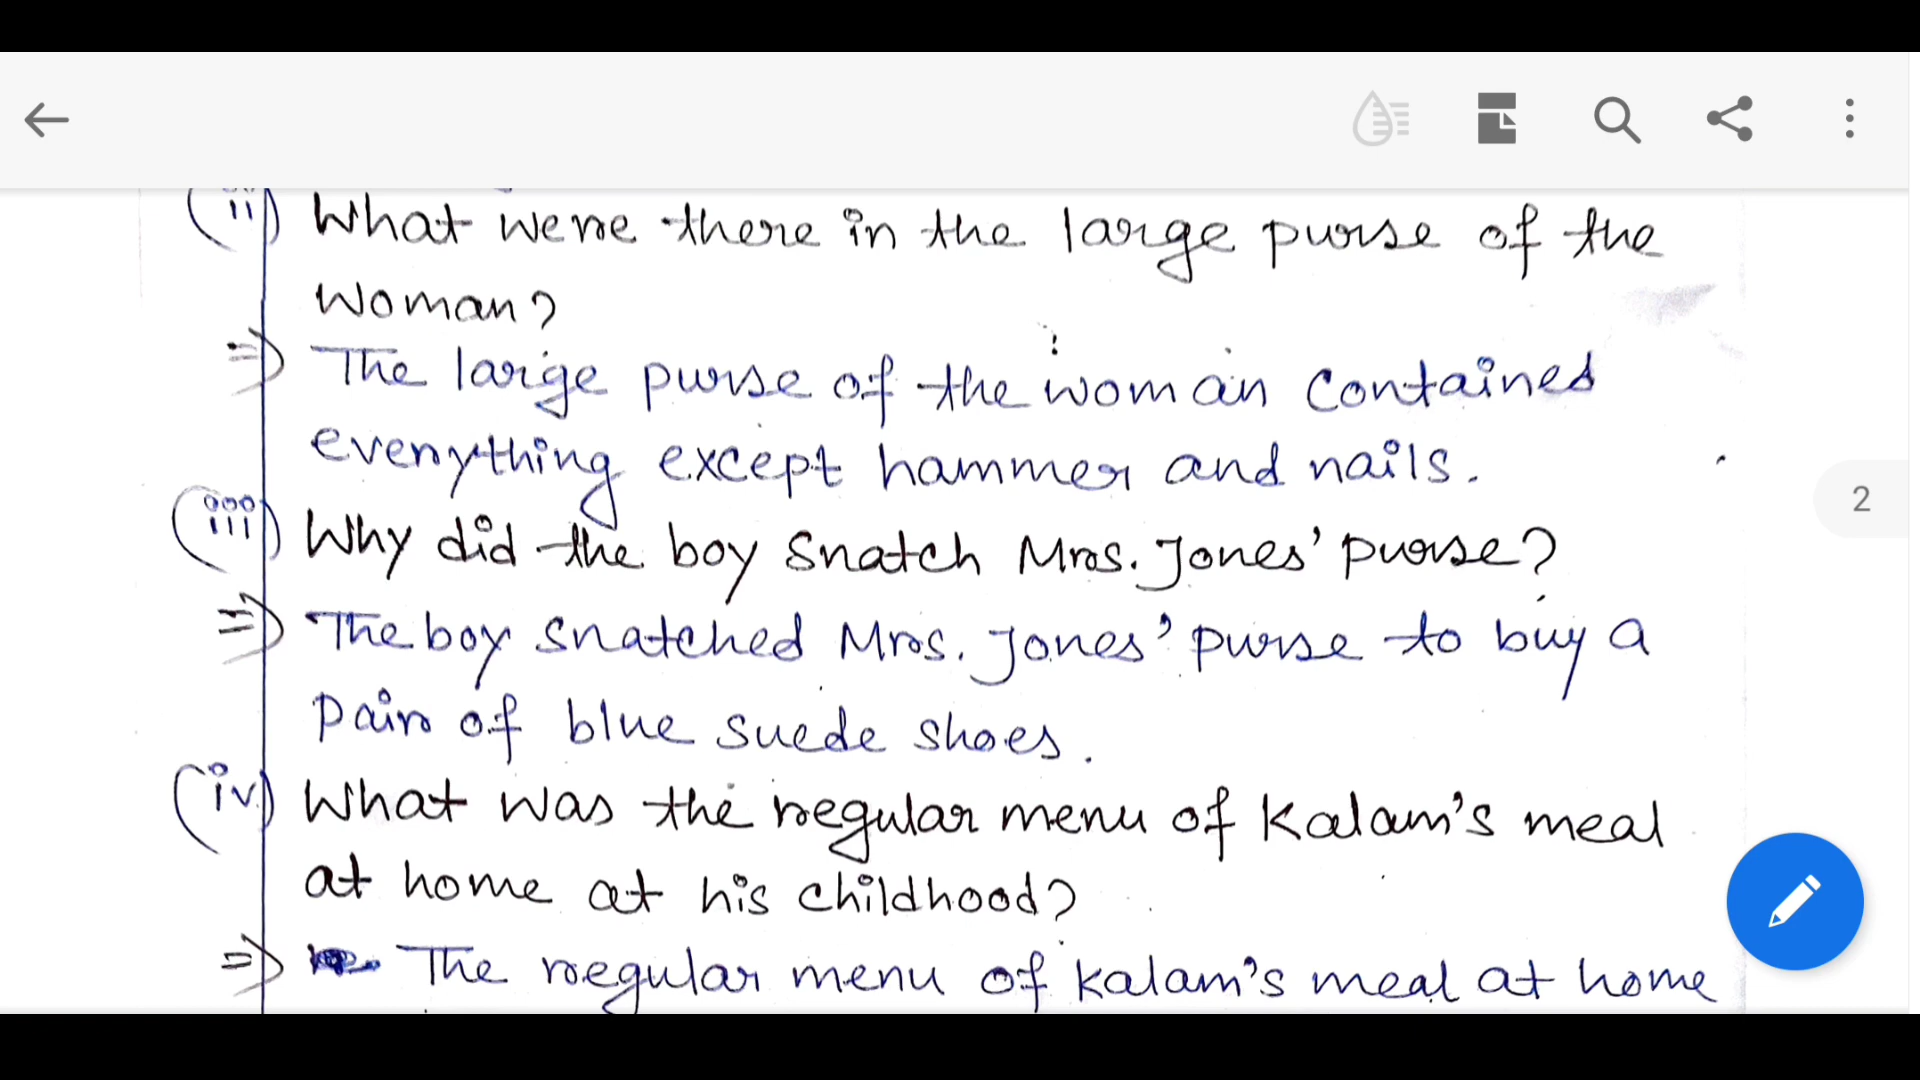 (ii) What were there in the large purse of the
woman?
⇒ The large purse of the woman contained
everything except hammer and nails.
2
(iii) Why did the boy snatch Mrs. Jones' purse?
⇒ The boy snatched Mrs. Jones' purse to buy a
pair of blue suede shoes.
(iv) What was the regular menu of Kalam's meal
at home at his childhood?
⇒ The regular menu of Kalam's meal at home